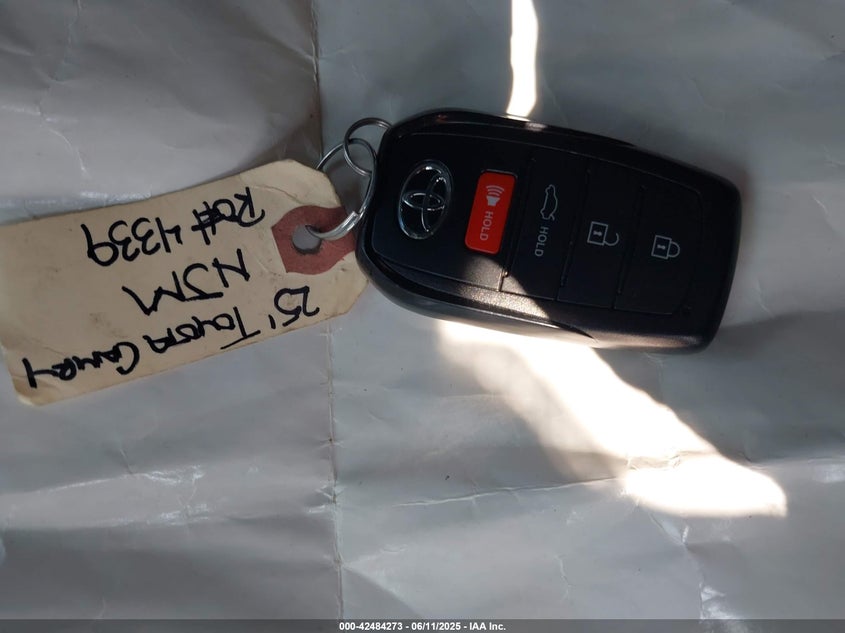 25' Toyota Camry
NJM
Ro# 4339
HOLD
HOLD
000-42484273 - 06/11/2025 - IAA Inc.